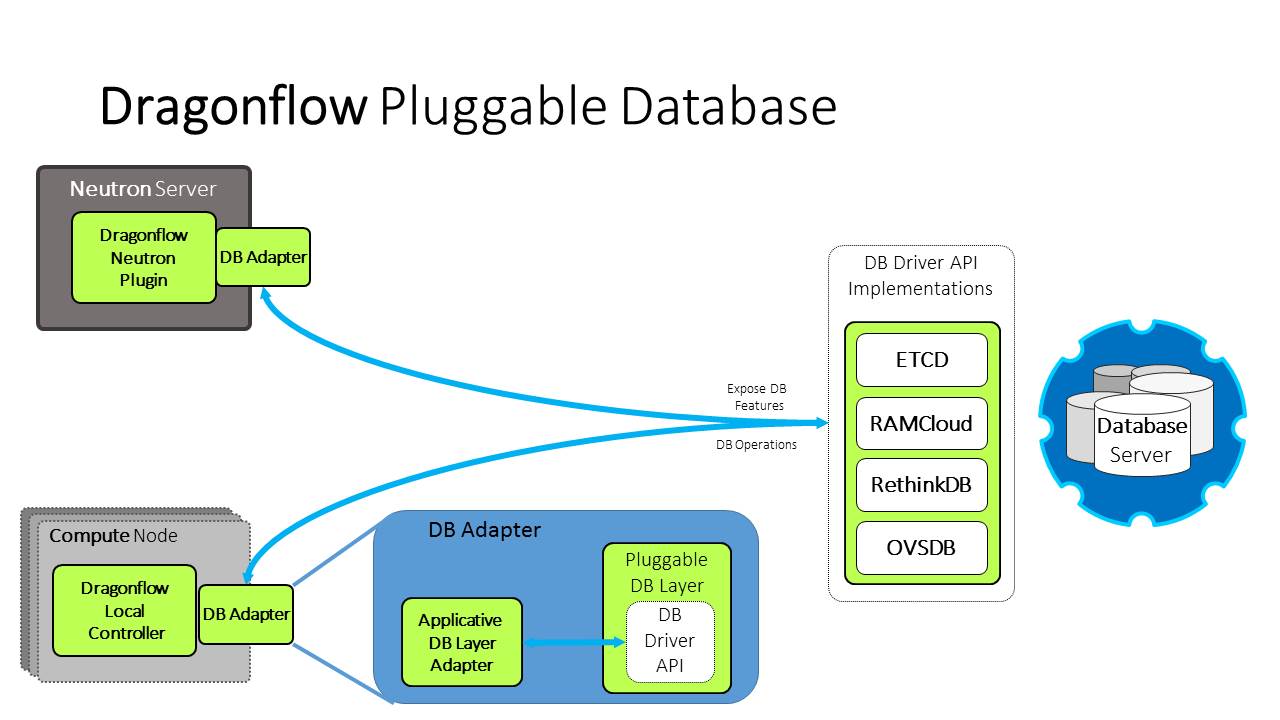 Dragonflow Pluggable Database
Neutron Server
Dragonflow
Neutron
Plugin
DB Adapter
DB Driver API
Implementations
ETCD
RAMCloud
RethinkDB
OVSDB
Expose DB
Features
DB Operations
Database
Server
Compute Node
Dragonflow
Local
Controller
DB Adapter
DB Adapter
Applicative
DB Layer
Adapter
Pluggable
DB Layer
DB
Driver
API